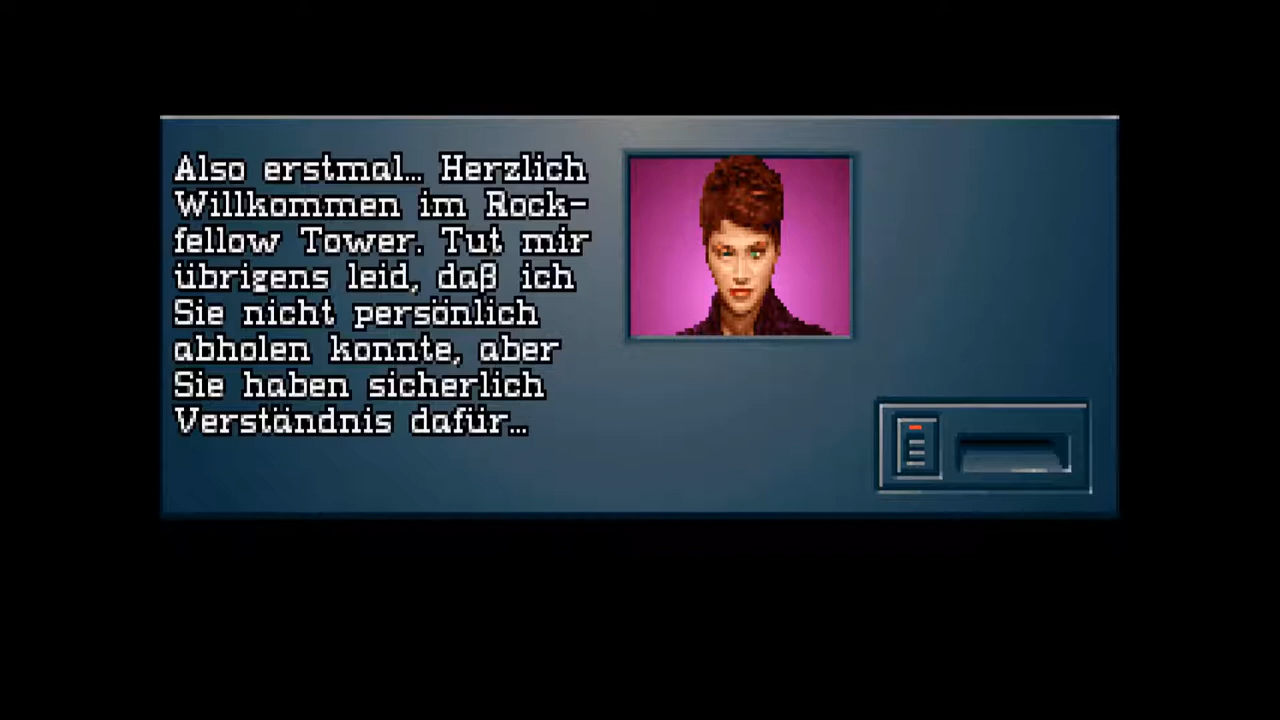 Also erstmal... Herzlich
Willkommen im Rock-
fellow Tower. Tut mir
übrigens leid, daß ich
Sie nicht persönlich
abholen konnte, aber
Sie haben sicherlich
Verständnis dafür...